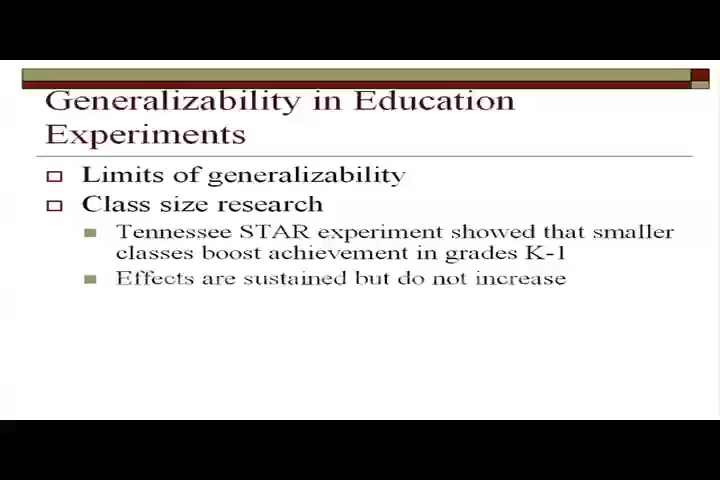 Generalizability in Education
Experiments
Limits of generalizability
Class size research
Tennessee STAR experiment showed that smaller
classes boost achievement in grades K-1
Effects are sustained but do not increase